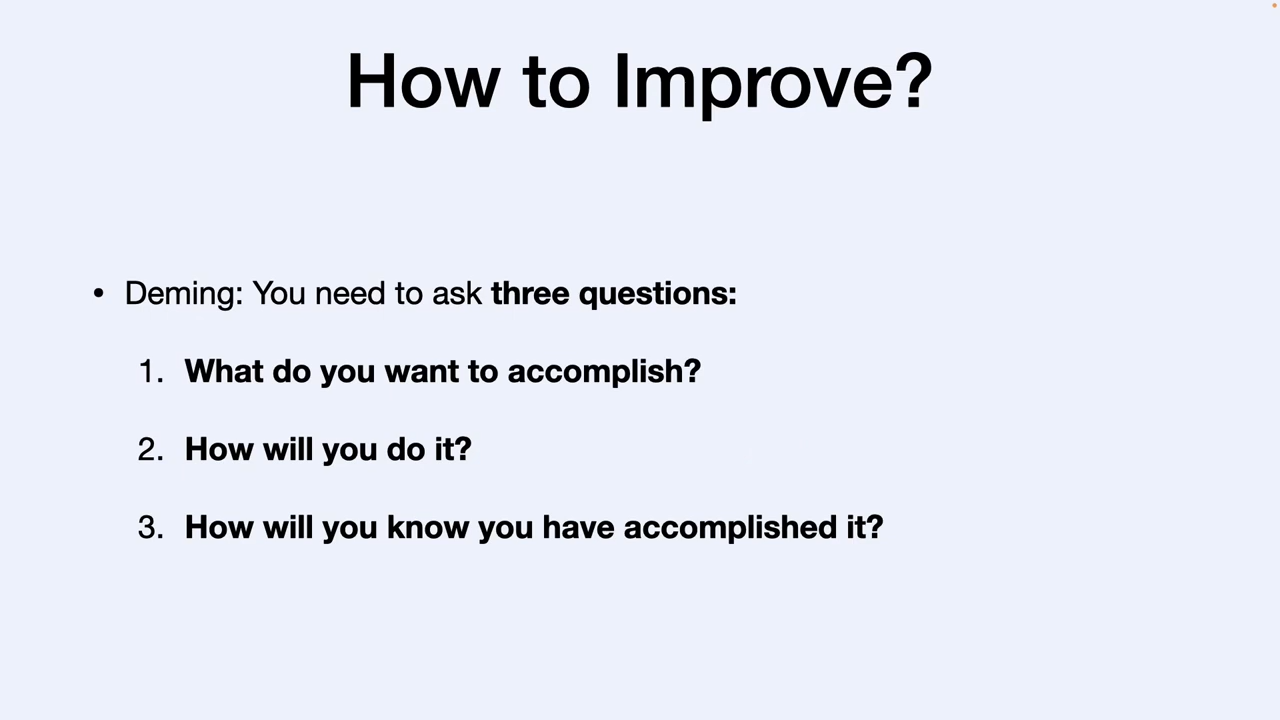 How to Improve?
• Deming: You need to ask three questions:
1. What do you want to accomplish?
2. How will you do it?
3. How will you know you have accomplished it?